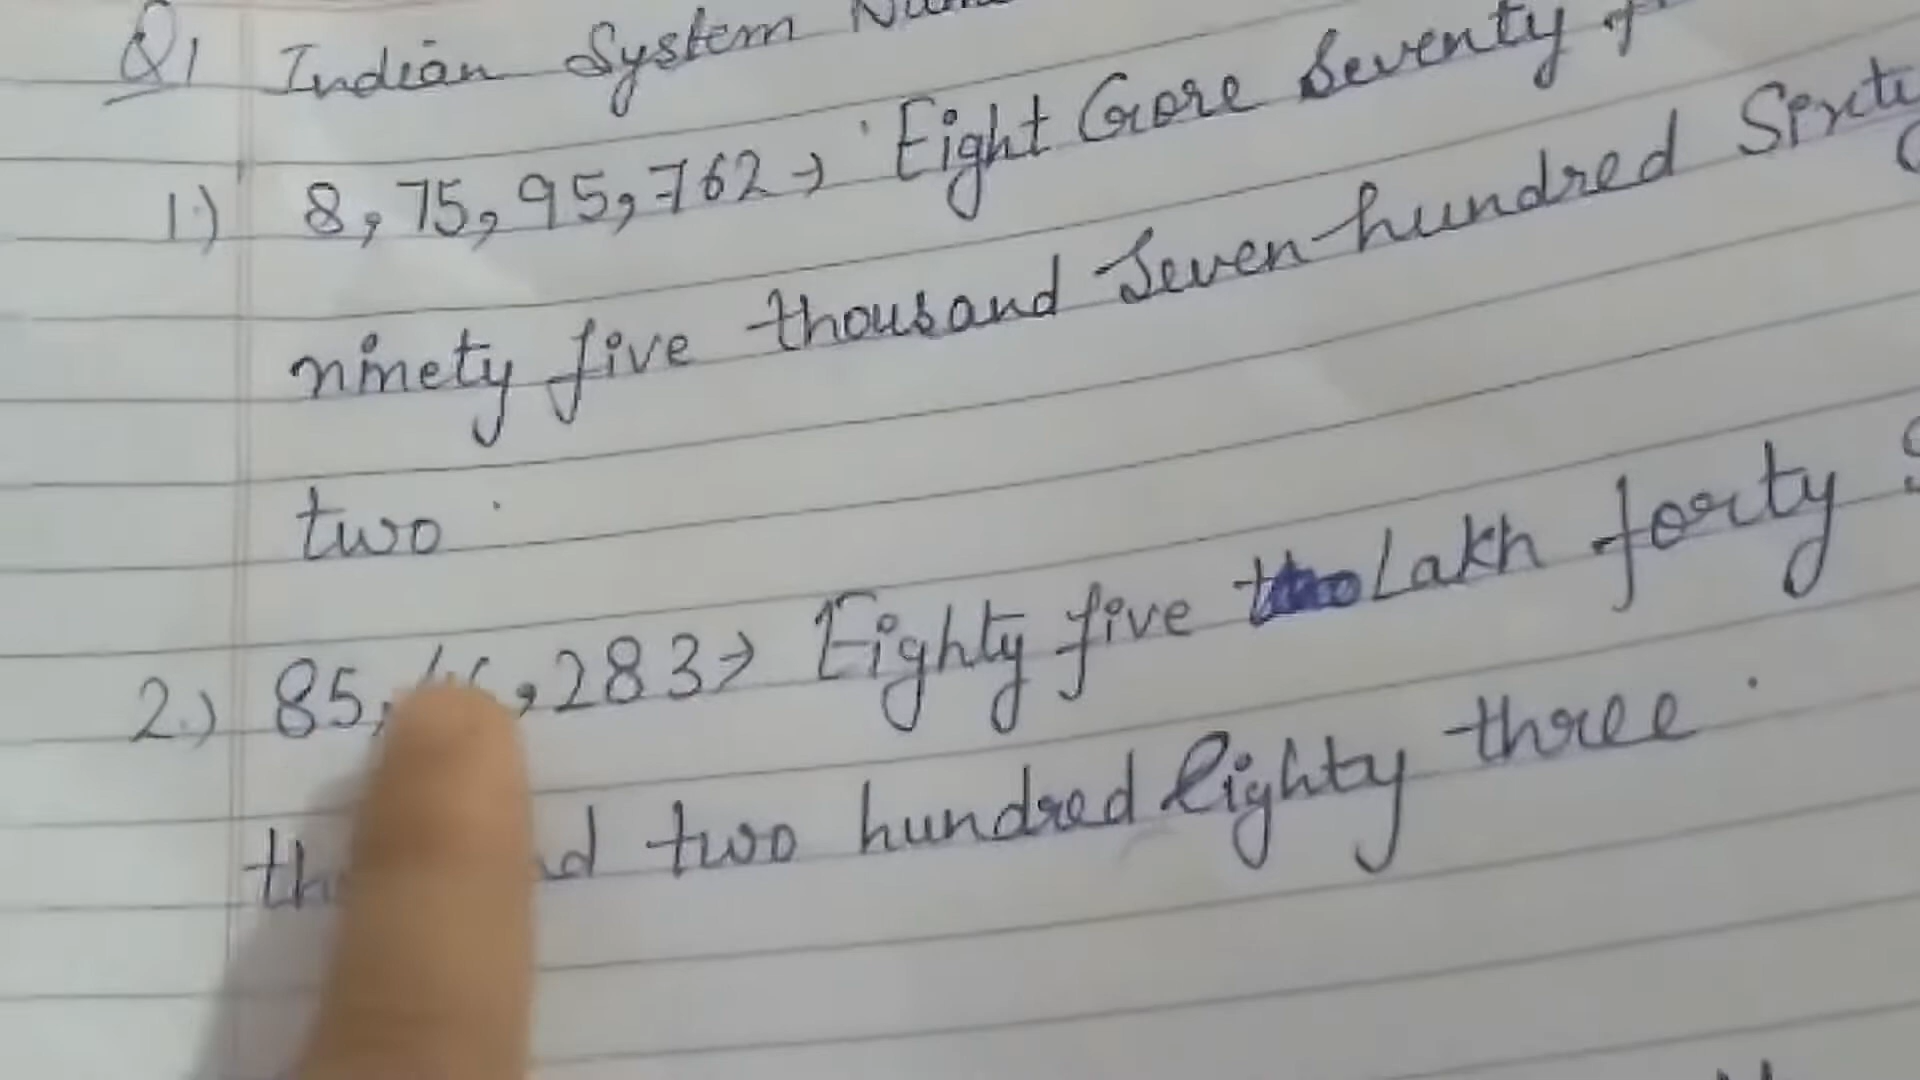 Q1 Indian System
1.) 8,75,95,762→ Eight Crore Seventy
ninety five thousand Seven hundred Sixty
two.
2.) 85, ,283→ Eighty five Lakh forty
two hundred Eighty three.